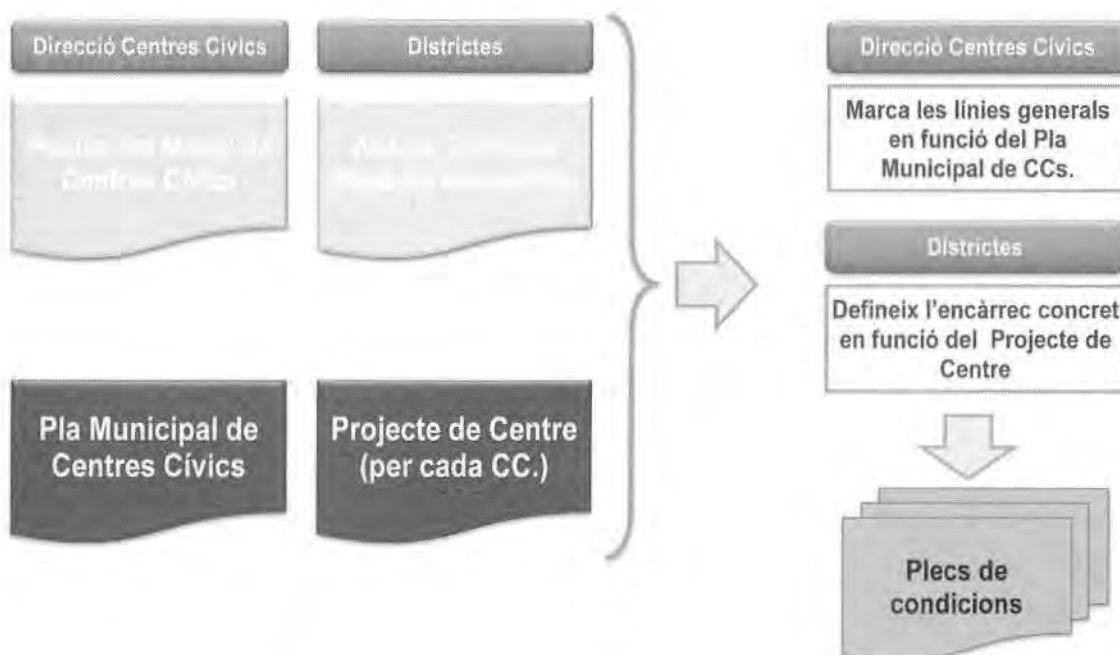 Direcció Centres Cívics
Districtes
Centres Cívics
Pla Municipal de
Centres Cívics
Projecte de Centre
(per cada CC.)
Direcció Centres Cívics
Marca les línies generals
en funció del Pla
Municipal de CCs.
Districtes
Defineix l'encàrrec concret
en funció del Projecte de
Centre
Plecs de
condicions